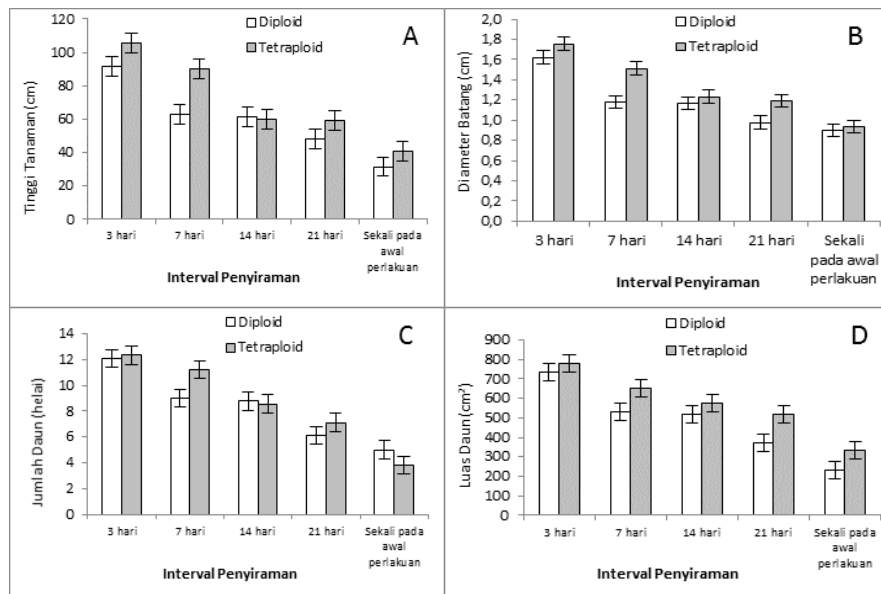 A
Diploid
Tetraploid
Tinggi Tanaman (cm)
120
100
80
60
40
20
0
3 hari 7 hari 14 hari 21 hari Sekali pada
awal
perlakuan
Interval Penyiraman
B
Diploid
Tetraploid
Diameter Batang (cm)
2,0
1,8
1,6
1,4
1,2
1,0
0,8
0,6
0,4
0,2
0,0
3 hari 7 hari 14 hari 21 hari Sekali
pada awal
perlakuan
Interval Penyiraman
C
Diploid
Tetraploid
Jumlah Daun (helai)
14
12
10
8
6
4
2
0
3 hari 7 hari 14 hari 21 hari Sekali pada
awal
perlakuan
Interval Penyiraman
D
Diploid
Tetraploid
Luas Daun (cm²)
900
800
700
600
500
400
300
200
100
0
3 hari 7 hari 14 hari 21 hari Sekali pada
awal
perlakuan
Interval Penyiraman